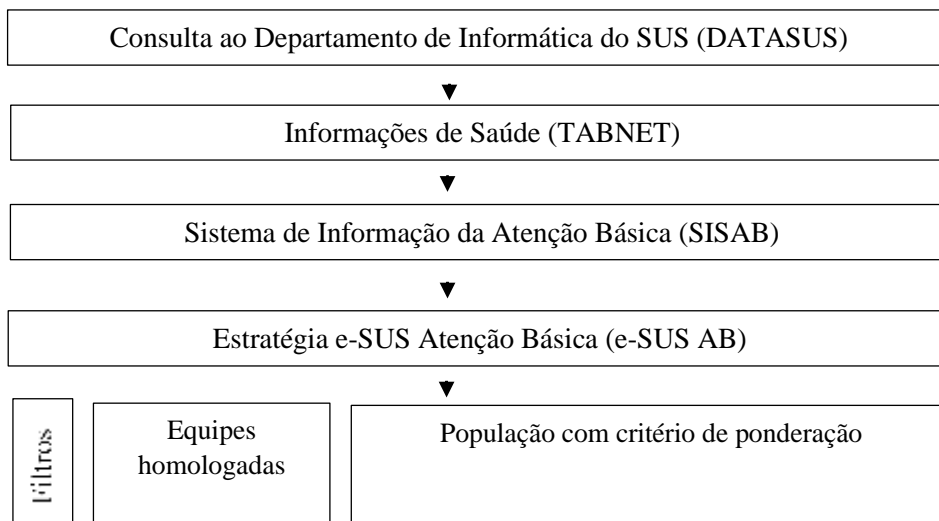 Consulta ao Departamento de Informática do SUS (DATASUS)
Informações de Saúde (TABNET)
Sistema de Informação da Atenção Básica (SISAB)
Estratégia e-SUS Atenção Básica (e-SUS AB)
Filtros
Equipes
homologadas
População com critério de ponderação